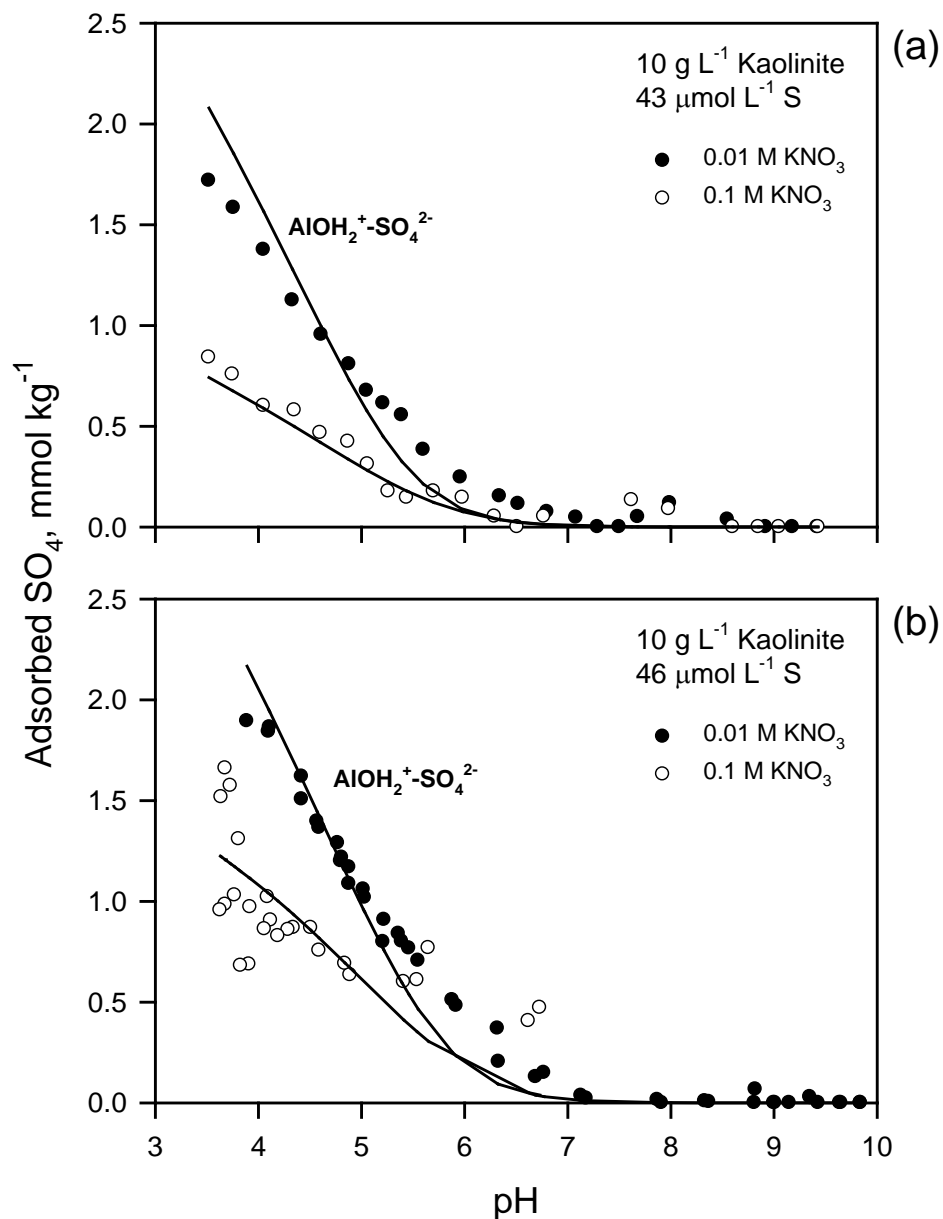 Adsorbed SO₄, mmol kg⁻¹
(a)
2.5
2.0
1.5
1.0
0.5
0.0
10 g L⁻¹ Kaolinite
43 μmol L⁻¹ S
0.01 M KNO₃
0.1 M KNO₃
AlOH₂⁺-SO₄²⁻
(b)
2.5
2.0
1.5
1.0
0.5
0.0
10 g L⁻¹ Kaolinite
46 μmol L⁻¹ S
0.01 M KNO₃
0.1 M KNO₃
AlOH₂⁺-SO₄²⁻
3 4 5 6 7 8 9 10
pH